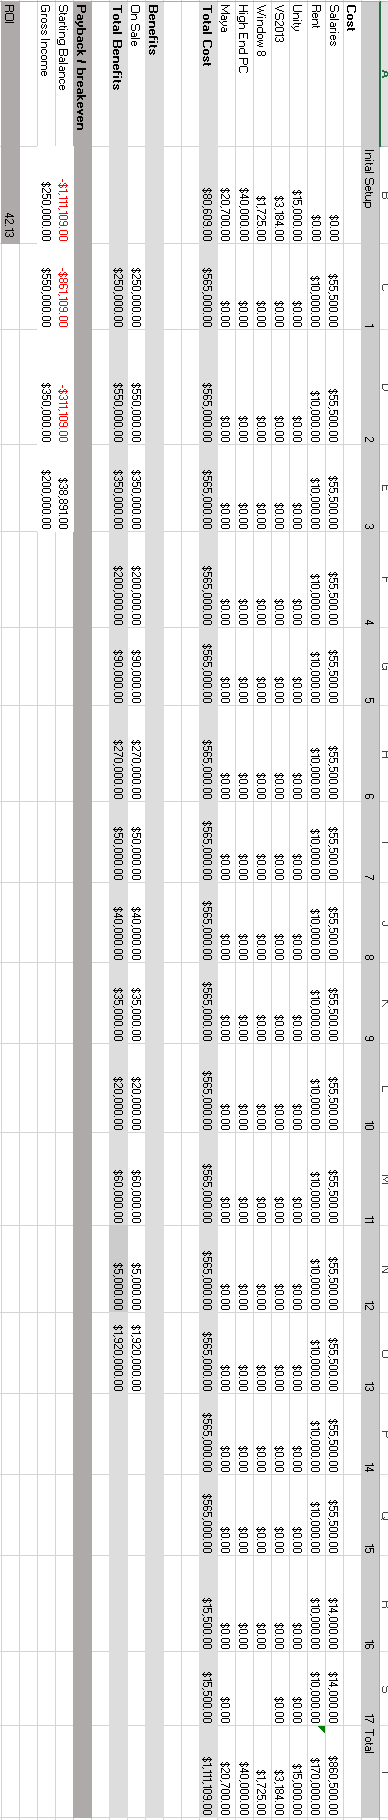 A B C D E F G H I J K L M N O P Q R S T
Inital Setup 1 2 3 4 5 6 7 8 9 10 11 12 13 14 15 16 17 Total
Cost
Salaries $0.00 $55,500.00 $55,500.00 $55,500.00 $55,500.00 $55,500.00 $55,500.00 $55,500.00 $55,500.00 $55,500.00 $55,500.00 $55,500.00 $55,500.00 $55,500.00 $55,500.00 $55,500.00 $14,000.00 $14,000.00 $860,500.00
Rent $0.00 $10,000.00 $10,000.00 $10,000.00 $10,000.00 $10,000.00 $10,000.00 $10,000.00 $10,000.00 $10,000.00 $10,000.00 $10,000.00 $10,000.00 $10,000.00 $10,000.00 $10,000.00 $10,000.00 $10,000.00 $170,000.00
Unity $15,000.00 $0.00 $0.00 $0.00 $0.00 $0.00 $0.00 $0.00 $0.00 $0.00 $0.00 $0.00 $0.00 $0.00 $0.00 $0.00 $0.00 $0.00 $15,000.00
VS2013 $3,184.00 $0.00 $0.00 $0.00 $0.00 $0.00 $0.00 $0.00 $0.00 $0.00 $0.00 $0.00 $0.00 $0.00 $0.00 $0.00 $0.00 $0.00 $3,184.00
Window 8 $1,725.00 $0.00 $0.00 $0.00 $0.00 $0.00 $0.00 $0.00 $0.00 $0.00 $0.00 $0.00 $0.00 $0.00 $0.00 $0.00 $0.00 $1,725.00
High End PC $40,000.00 $0.00 $0.00 $0.00 $0.00 $0.00 $0.00 $0.00 $0.00 $0.00 $0.00 $0.00 $0.00 $0.00 $0.00 $0.00 $0.00 $40,000.00
Maya $20,700.00 $0.00 $0.00 $0.00 $0.00 $0.00 $0.00 $0.00 $0.00 $0.00 $0.00 $0.00 $0.00 $0.00 $0.00 $0.00 $0.00 $0.00 $20,700.00
Total Cost $80,609.00 $565,000.00 $565,000.00 $565,000.00 $565,000.00 $565,000.00 $565,000.00 $565,000.00 $565,000.00 $565,000.00 $565,000.00 $565,000.00 $565,000.00 $565,000.00 $565,000.00 $565,000.00 $15,500.00 $15,500.00 $1,111,109.00
Benefits
On Sale $250,000.00 $550,000.00 $350,000.00 $200,000.00 $90,000.00 $270,000.00 $50,000.00 $40,000.00 $35,000.00 $20,000.00 $60,000.00 $5,000.00 $1,920,000.00
Total Benefits $250,000.00 $550,000.00 $350,000.00 $200,000.00 $90,000.00 $270,000.00 $50,000.00 $40,000.00 $35,000.00 $20,000.00 $60,000.00 $5,000.00 $1,920,000.00
Payback / breakeven
Starting Balance -$1,111,109.00 -$861,109.00 -$311,109.00 $38,891.00
Gross Income $250,000.00 $550,000.00 $350,000.00 $200,000.00
ROI 42.13